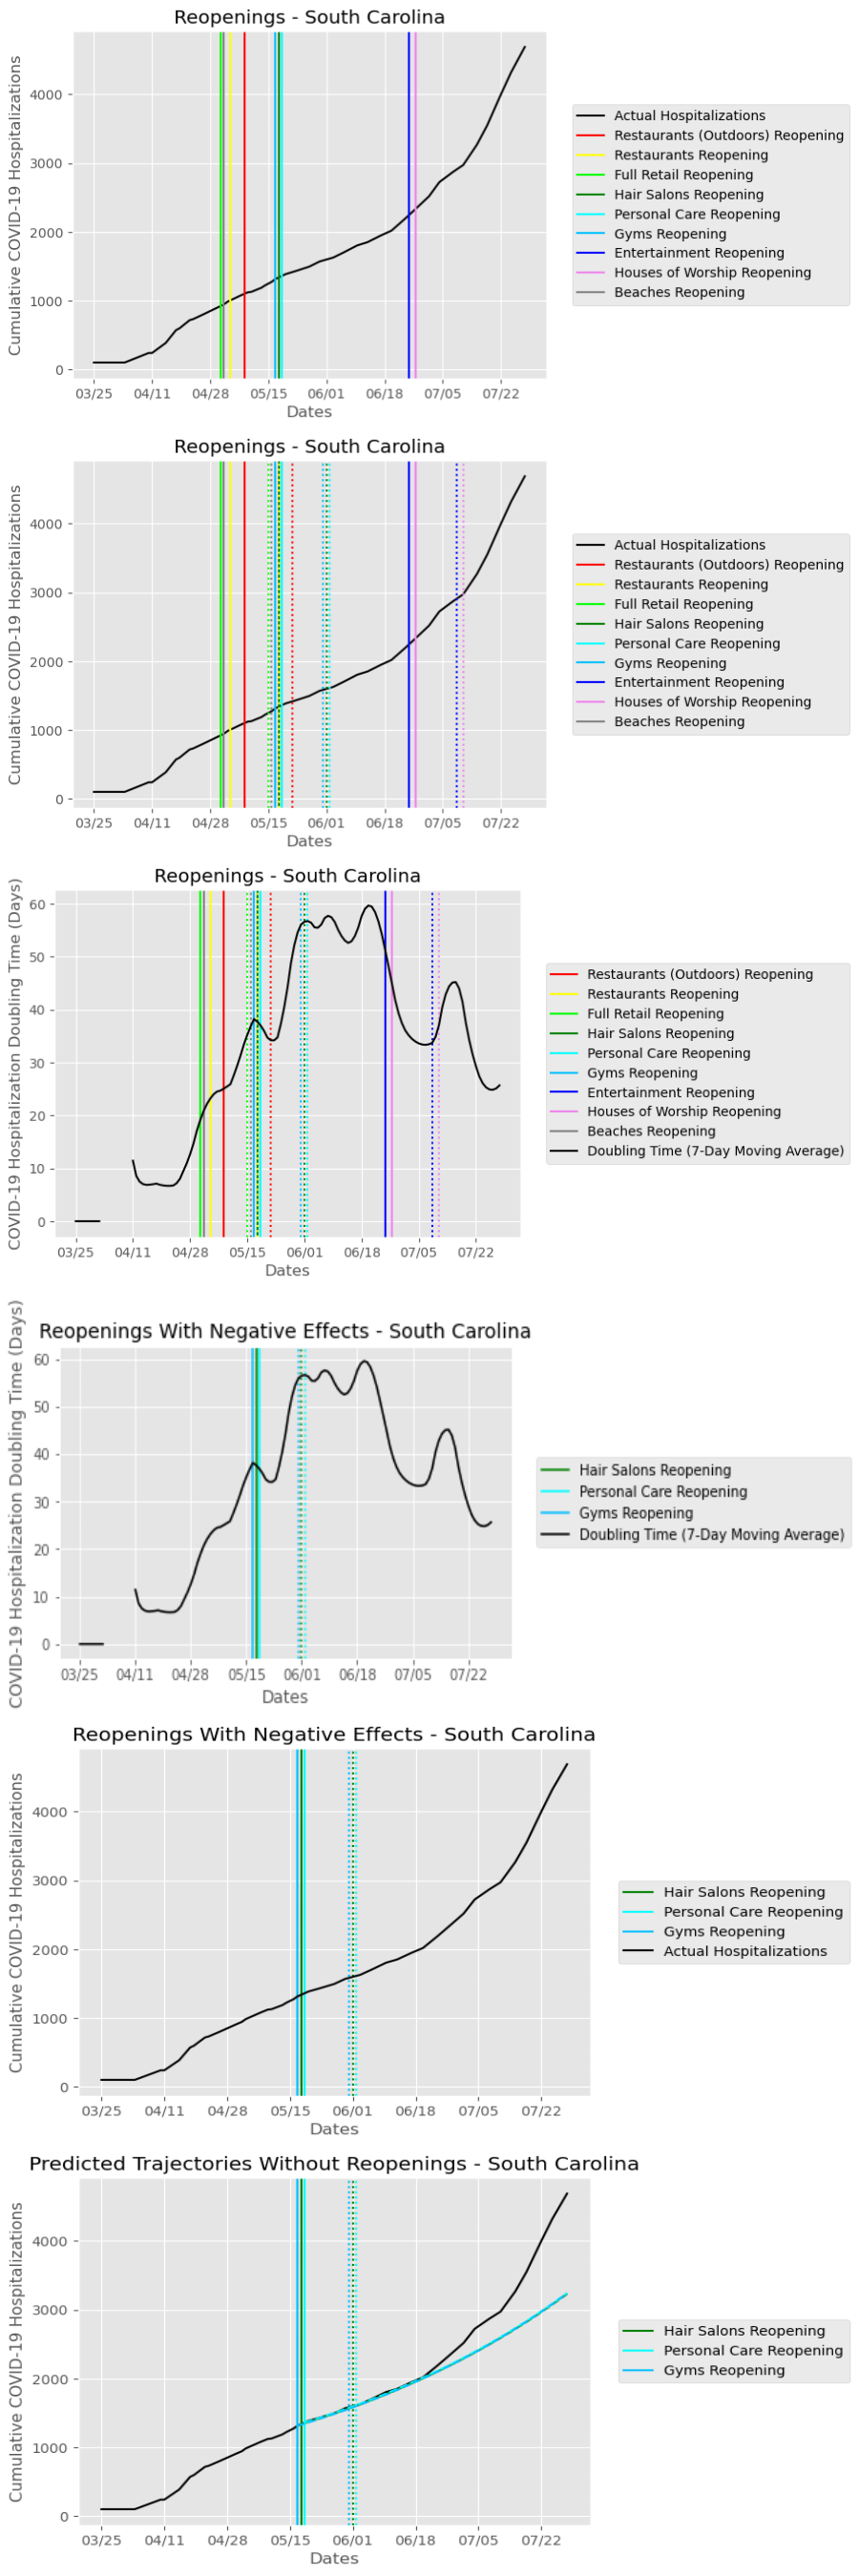 Reopenings - South Carolina
Cumulative COVID-19 Hospitalizations
4000
3000
2000
1000
0
03/25 04/11 04/28 05/15 06/01 06/18 07/05 07/22
Dates
Actual Hospitalizations
Restaurants (Outdoors) Reopening
Restaurants Reopening
Full Retail Reopening
Hair Salons Reopening
Personal Care Reopening
Gyms Reopening
Entertainment Reopening
Houses of Worship Reopening
Beaches Reopening
Reopenings - South Carolina
Cumulative COVID-19 Hospitalizations
4000
3000
2000
1000
0
03/25 04/11 04/28 05/15 06/01 06/18 07/05 07/22
Dates
Actual Hospitalizations
Restaurants (Outdoors) Reopening
Restaurants Reopening
Full Retail Reopening
Hair Salons Reopening
Personal Care Reopening
Gyms Reopening
Entertainment Reopening
Houses of Worship Reopening
Beaches Reopening
Reopenings - South Carolina
COVID-19 Hospitalization Doubling Time (Days)
60
50
40
30
20
10
0
03/25 04/11 04/28 05/15 06/01 06/18 07/05 07/22
Dates
Restaurants (Outdoors) Reopening
Restaurants Reopening
Full Retail Reopening
Hair Salons Reopening
Personal Care Reopening
Gyms Reopening
Entertainment Reopening
Houses of Worship Reopening
Beaches Reopening
Doubling Time (7-Day Moving Average)
Reopenings With Negative Effects - South Carolina
COVID-19 Hospitalization Doubling Time (Days)
60
50
40
30
20
10
0
03/25 04/11 04/28 05/15 06/01 06/18 07/05 07/22
Dates
Hair Salons Reopening
Personal Care Reopening
Gyms Reopening
Doubling Time (7-Day Moving Average)
Reopenings With Negative Effects - South Carolina
Cumulative COVID-19 Hospitalizations
4000
3000
2000
1000
0
03/25 04/11 04/28 05/15 06/01 06/18 07/05 07/22
Dates
Hair Salons Reopening
Personal Care Reopening
Gyms Reopening
Actual Hospitalizations
Predicted Trajectories Without Reopenings - South Carolina
Cumulative COVID-19 Hospitalizations
4000
3000
2000
1000
0
03/25 04/11 04/28 05/15 06/01 06/18 07/05 07/22
Dates
Hair Salons Reopening
Personal Care Reopening
Gyms Reopening